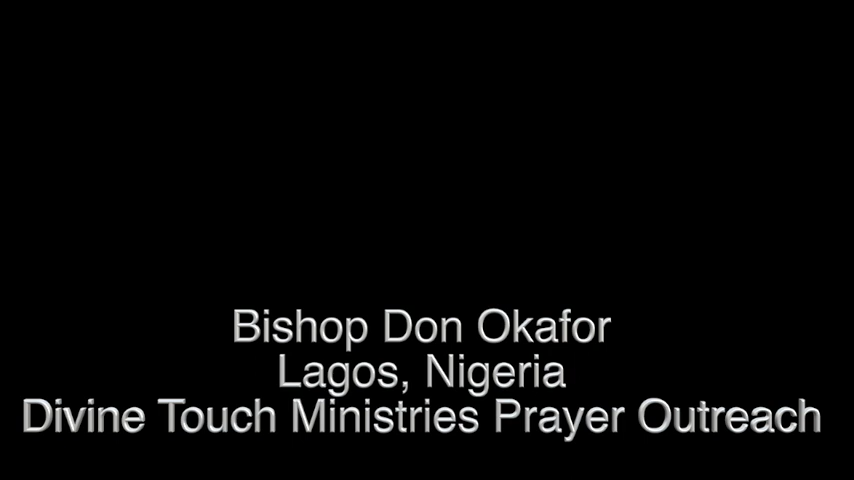 Bishop Don Okafor
Lagos, Nigeria
Divine Touch Ministries Prayer Outreach